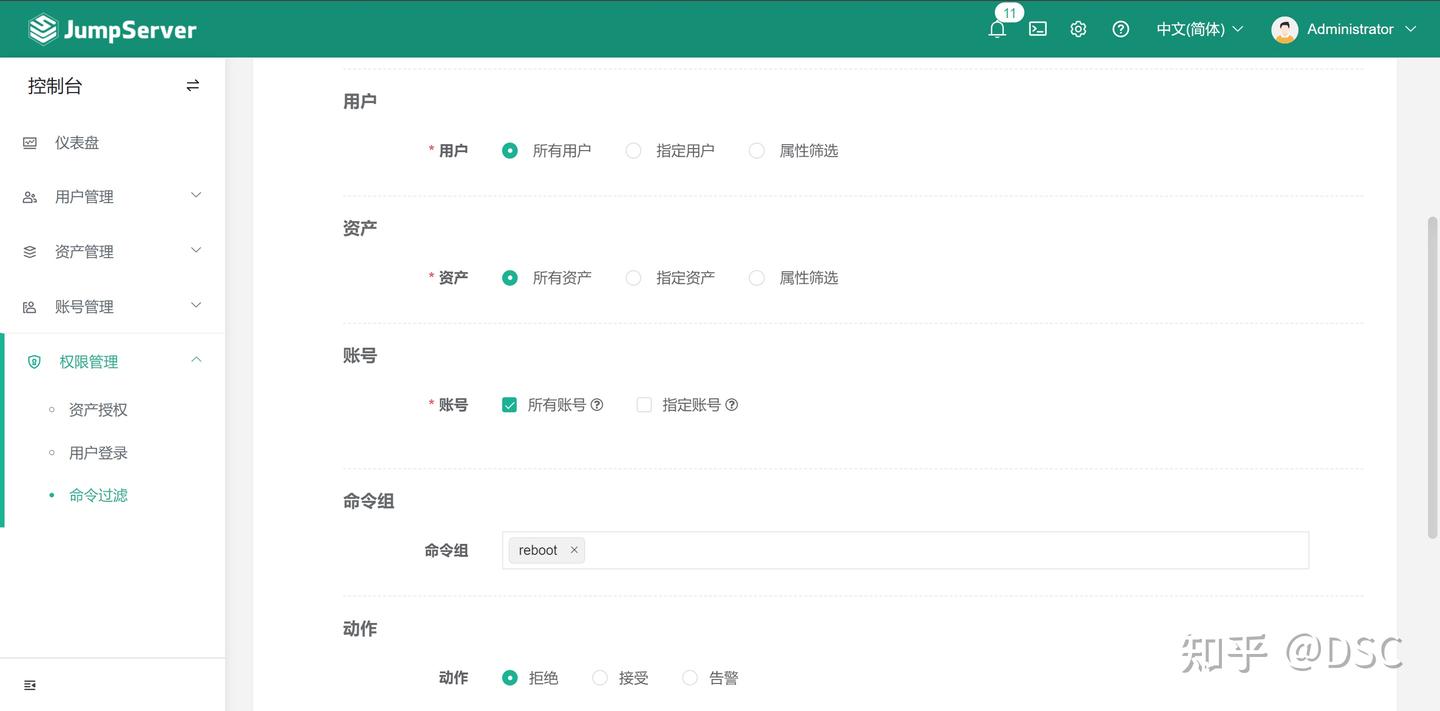 JumpServer
11
中文(简体)
Administrator
控制台
仪表盘
用户管理
资产管理
账号管理
权限管理
资产授权
用户登录
命令过滤
用户
* 用户 所有用户 指定用户 属性筛选
资产
* 资产 所有资产 指定资产 属性筛选
账号
* 账号 所有账号 指定账号
命令组
命令组 reboot
动作
动作 拒绝 接受 告警
知乎 @DSC